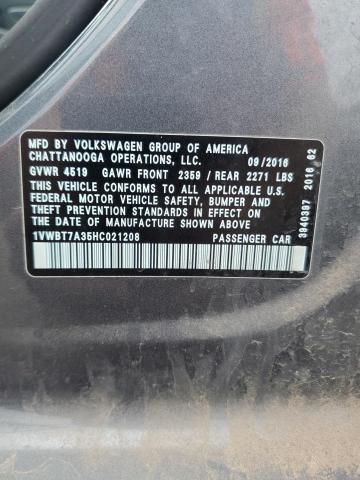 MFD BY VOLKSWAGEN GROUP OF AMERICA
CHATTANOOGA OPERATIONS, LLC. 09/2016
GVWR 4519 GAWR FRONT 2359 / REAR 2271 LBS
THIS VEHICLE CONFORMS TO ALL APPLICABLE U.S.
FEDERAL MOTOR VEHICLE SAFETY, BUMPER AND
THEFT PREVENTION STANDARDS IN EFFECT ON
THE DATE OF MANUFACTURE SHOWN ABOVE
1VWBT7A35HC021208 PASSENGER CAR
3940397 2016 62